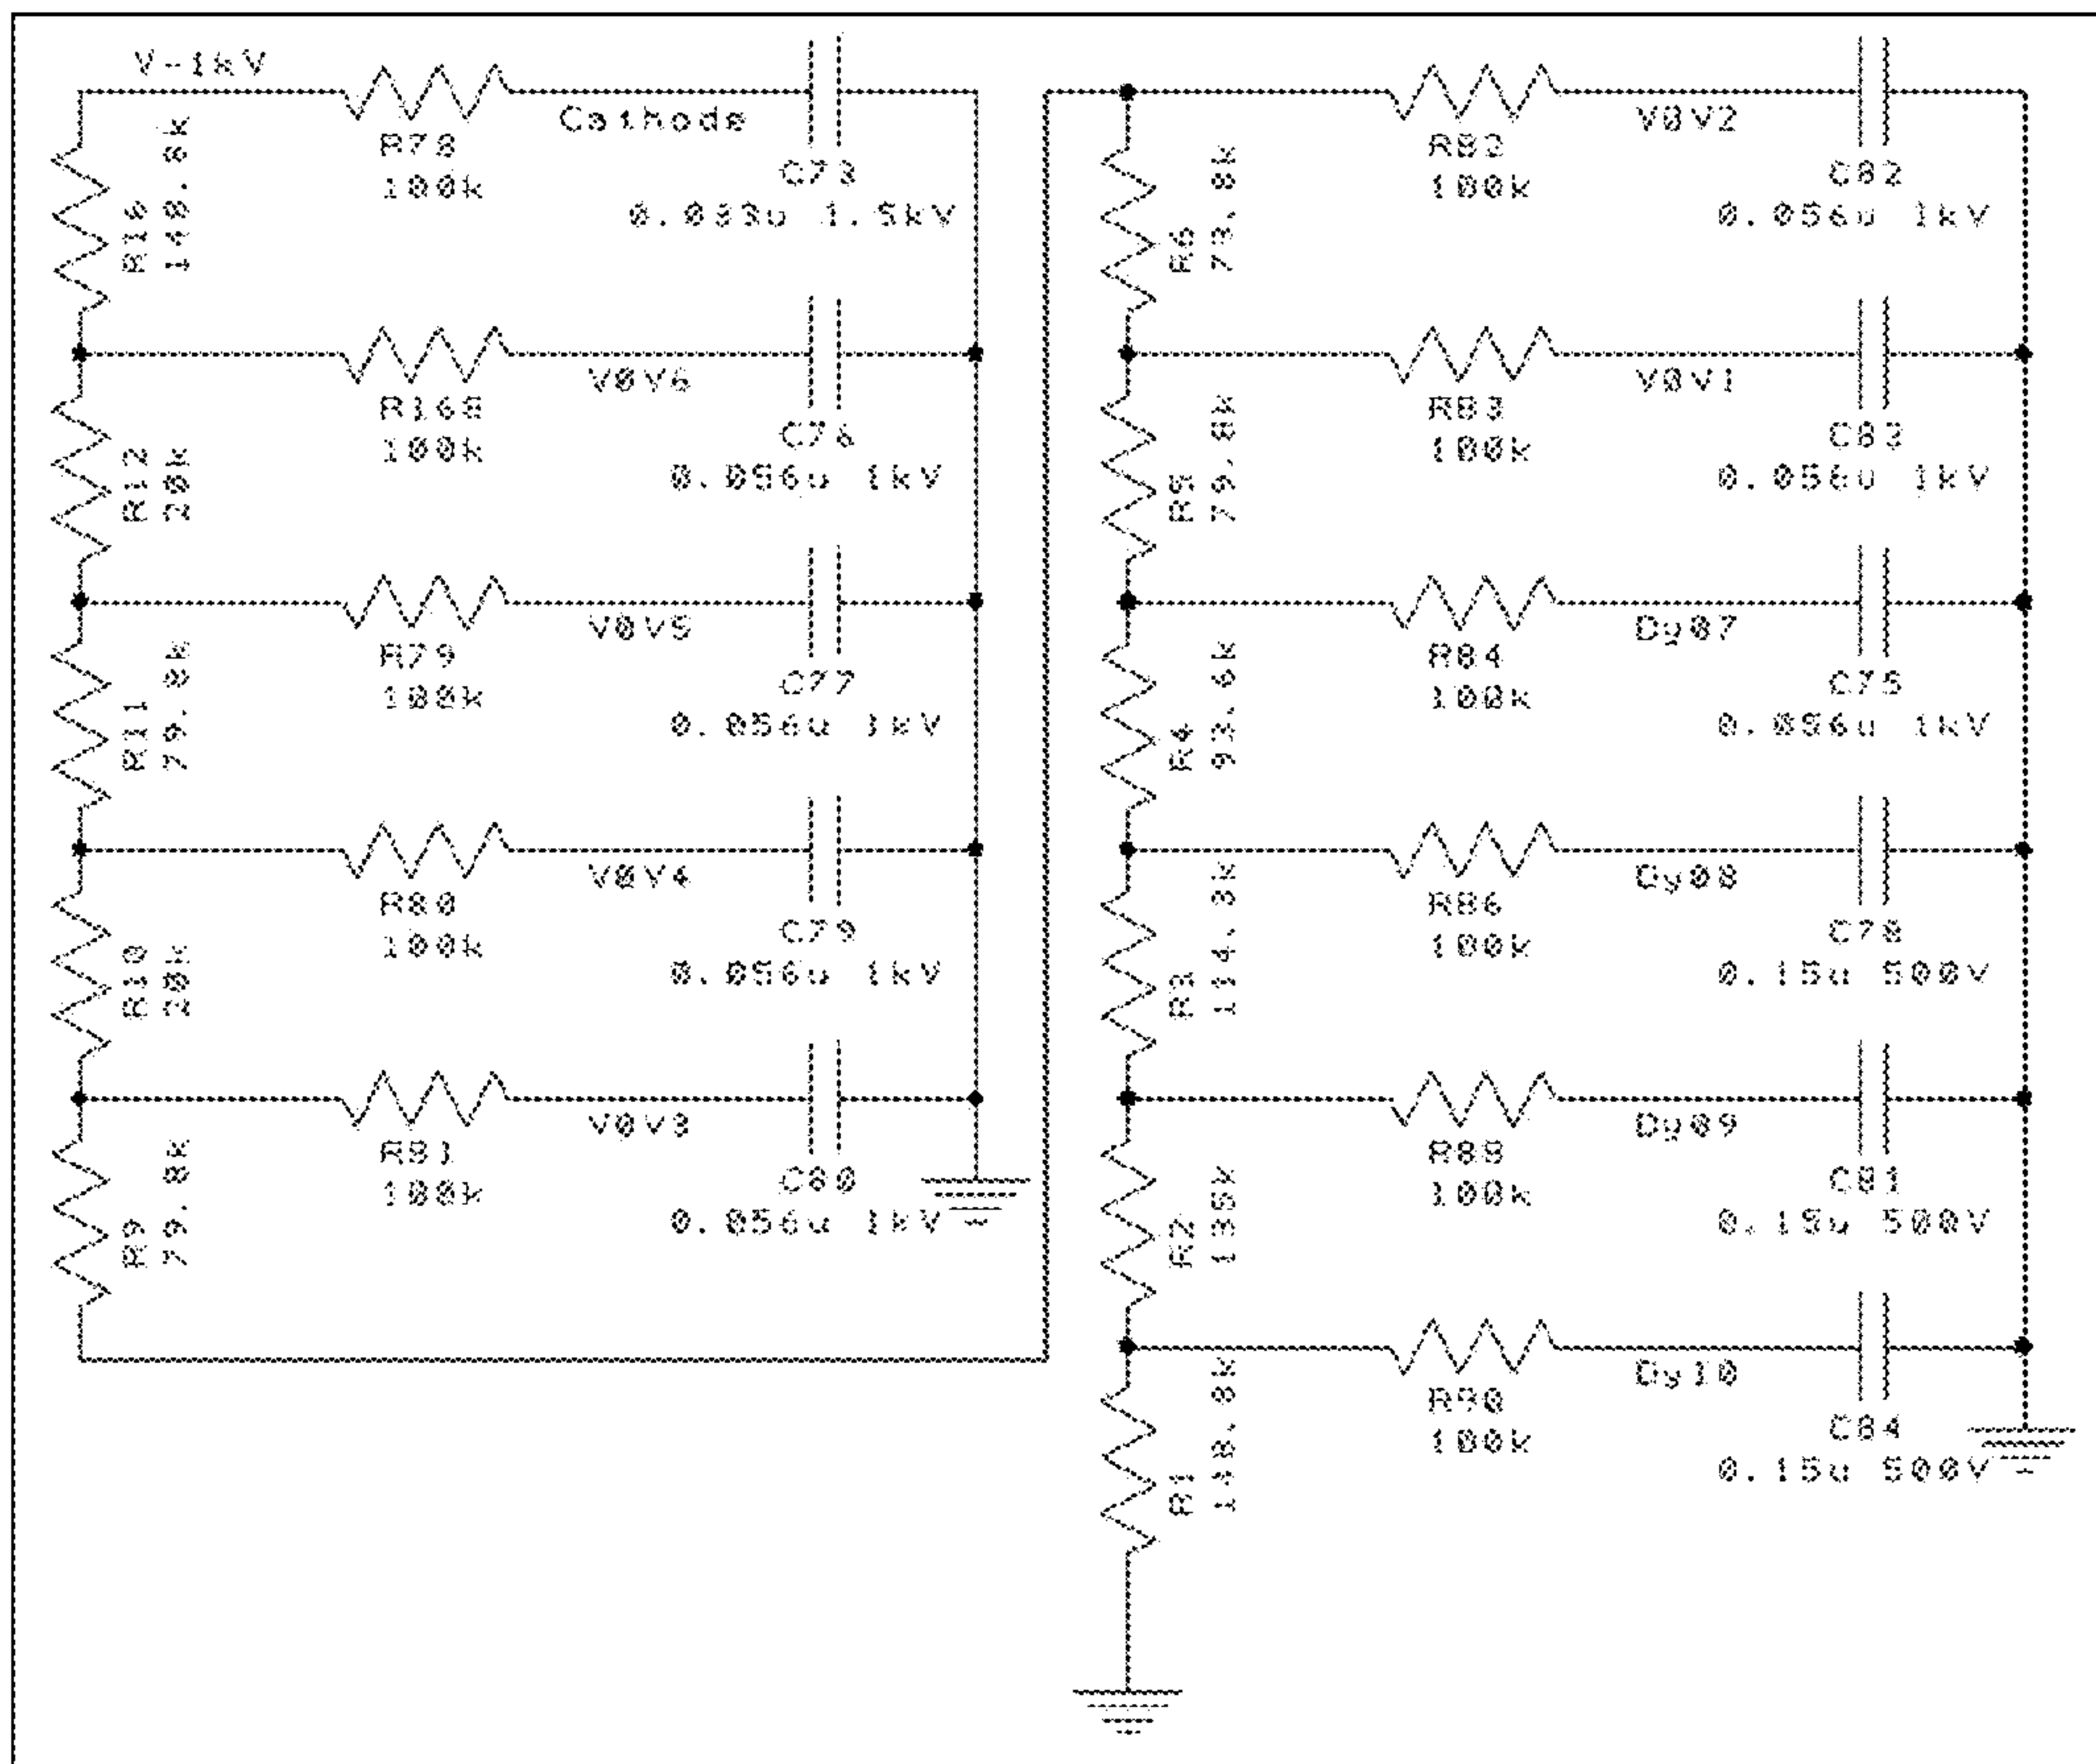 V-1kV
Cathode
R78
100k
C73
0.033u 1.5kV
R16
148.8k
V0V6
R168
100k
C76
0.056u 1kV
R12
20k
V0V5
R79
100k
C77
0.056u 1kV
R11
79.8k
V0V4
R80
100k
C79
0.056u 1kV
R10
20k
V0V3
R81
100k
C80
0.056u 1kV
R9
79.8k
V0V2
R82
100k
C82
0.056u 1kV
R6
V0V1
R83
100k
C83
0.056u 1kV
R5
79.8k
Dy07
R84
100k
C75
0.056u 1kV
R4
93.6k
Dy08
R86
100k
C78
0.15u 500V
R3
114.3k
Dy09
R88
100k
C81
0.15u 500V
R2
135k
Dy10
R90
100k
C84
0.15u 500V
R1
148.8k